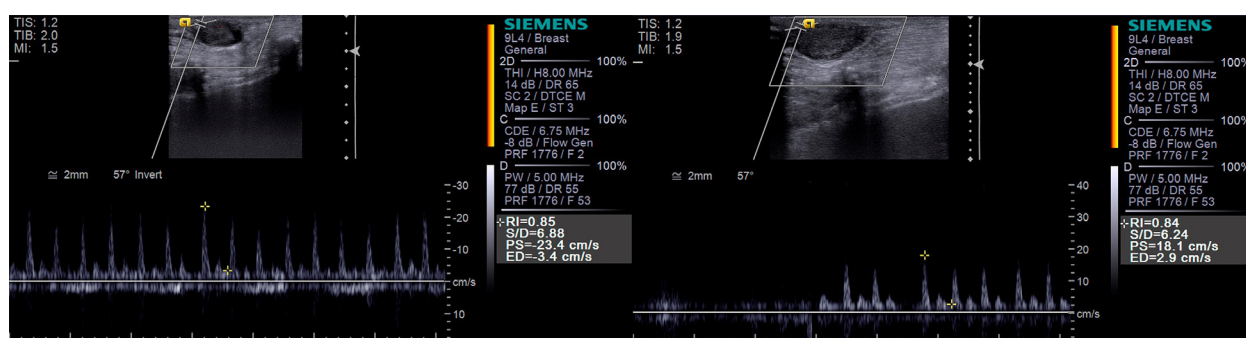 TIS: 1.2
TIB: 2.0
MI: 1.5
SIEMENS
9L4 / Breast
General
2D 100%
THI / H8.00 MHz
14 dB / DR 65
SC 2 / DTCE M
Map E / ST 3
C 100%
CDE / 6.75 MHz
-8 dB / Flow Gen
PRF 1776 / F 2
D 100%
PW / 5.00 MHz
77 dB / DR 55
PRF 1776 / F 53
RI=0.85
S/D=6.88
PS=-23.4 cm/s
ED=-3.4 cm/s
≅ 2mm 57° Invert
-30
-20
-10
cm/s
10
TIS: 1.2
TIB: 1.9
MI: 1.5
SIEMENS
9L4 / Breast
General
2D 100%
THI / H8.00 MHz
14 dB / DR 65
SC 2 / DTCE M
Map E / ST 3
C 100%
CDE / 6.75 MHz
-8 dB / Flow Gen
PRF 1776 / F 2
D 100%
PW / 5.00 MHz
77 dB / DR 55
PRF 1776 / F 53
RI=0.84
S/D=6.24
PS=18.1 cm/s
ED=2.9 cm/s
≅ 2mm 57°
40
30
20
10
cm/s